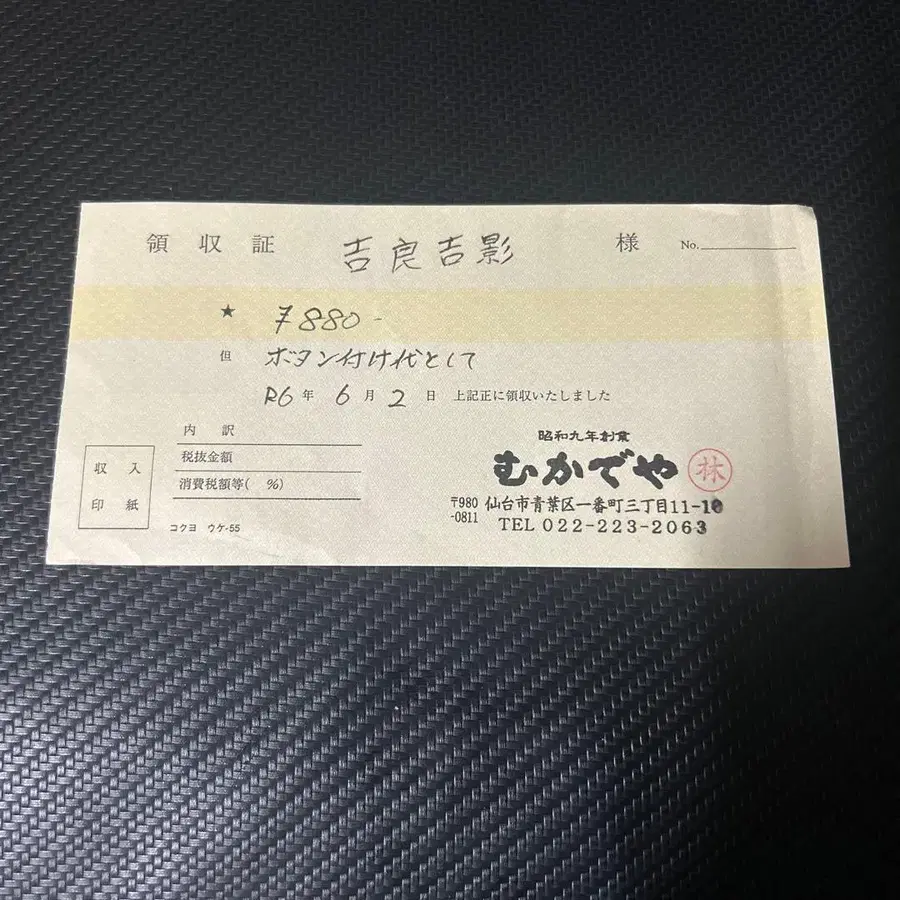 領収証 吉良吉影 様 No.
★ ¥880-
但 ボタン付け代として
R6年 6月 2日 上記正に領収いたしました
内訳
税抜金額
消費税額等( %)
収入
印紙
コクヨ ウケ-55
昭和九年創業
むかでや 林
〒980-0811 仙台市青葉区一番町三丁目11-10
TEL 022-223-2063